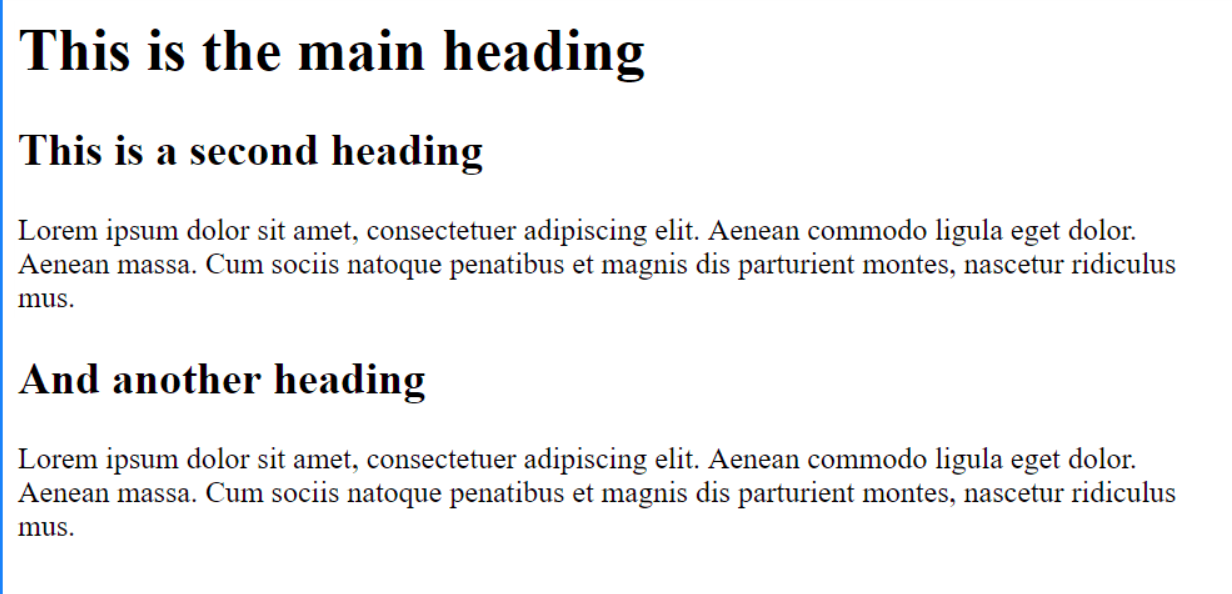 This is the main heading
This is a second heading
Lorem ipsum dolor sit amet, consectetuer adipiscing elit. Aenean commodo ligula eget dolor.
Aenean massa. Cum sociis natoque penatibus et magnis dis parturient montes, nascetur ridiculus
mus.
And another heading
Lorem ipsum dolor sit amet, consectetuer adipiscing elit. Aenean commodo ligula eget dolor.
Aenean massa. Cum sociis natoque penatibus et magnis dis parturient montes, nascetur ridiculus
mus.